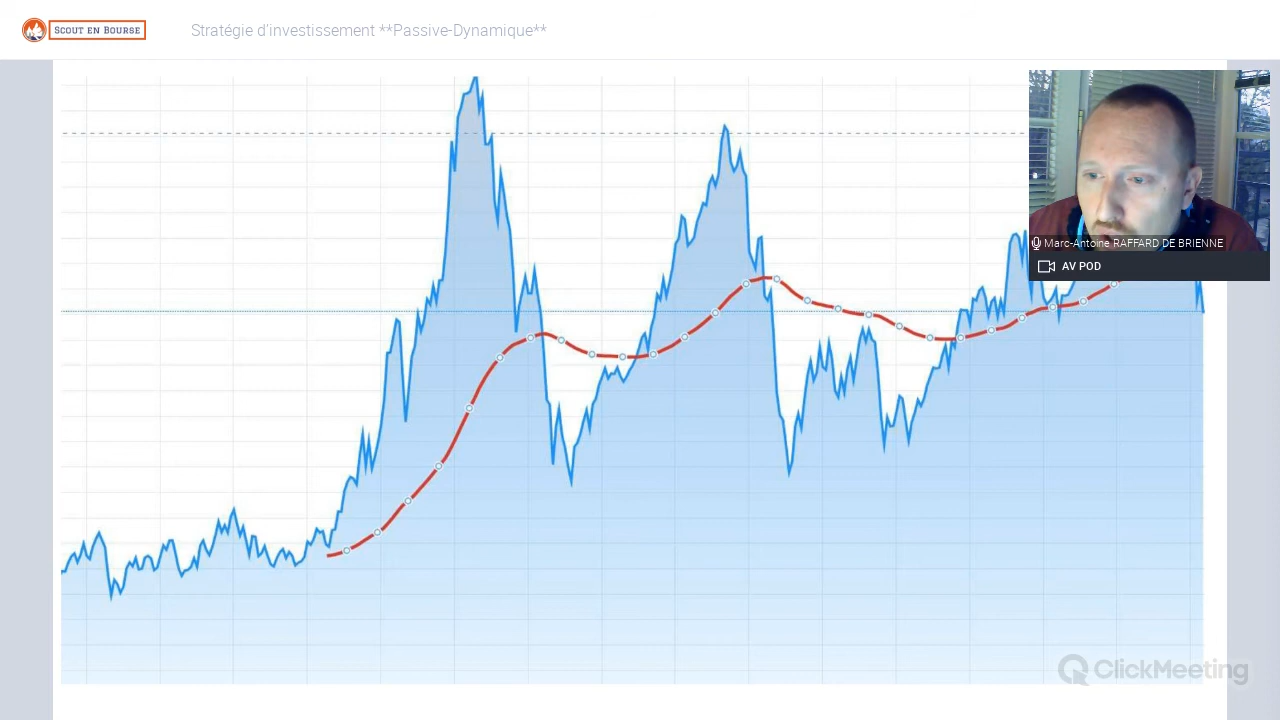 SCOUT EN BOURSE
Stratégie d'investissement **Passive-Dynamique**
Marc-Antoine RAFFARD DE BRIENNE
AV POD
ClickMeeting